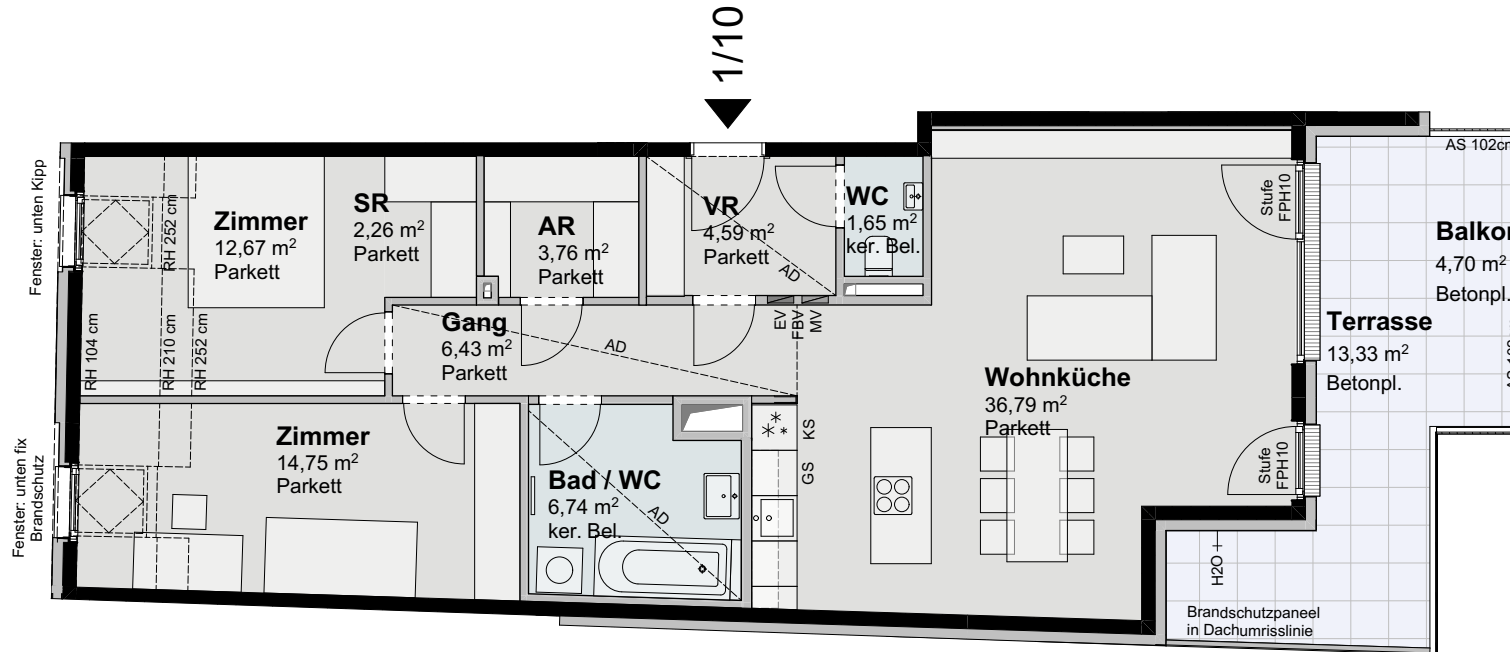 1/10
Fenster: unten Kipp
Zimmer
12,67 m²
Parkett
RH 252 cm
SR
2,26 m²
Parkett
AR
3,76 m²
Parkett
VR
4,59 m²
Parkett
AD
WC
1,65 m²
ker. Bel.
Stufe
FPH10
AS 102cm
Balkon
4,70 m²
Betonpl.
RH 104 cm
RH 210 cm
RH 252 cm
Gang
6,43 m²
Parkett
AD
EV
FBV
MV
Wohnküche
36,79 m²
Parkett
Terrasse
13,33 m²
Betonpl.
Fenster: unten fix
Brandschutz
Zimmer
14,75 m²
Parkett
Bad / WC
6,74 m²
ker. Bel.
AD
KS
GS
Stufe
FPH10
H2O
Brandschutzpaneel
in Dachumrisslinie